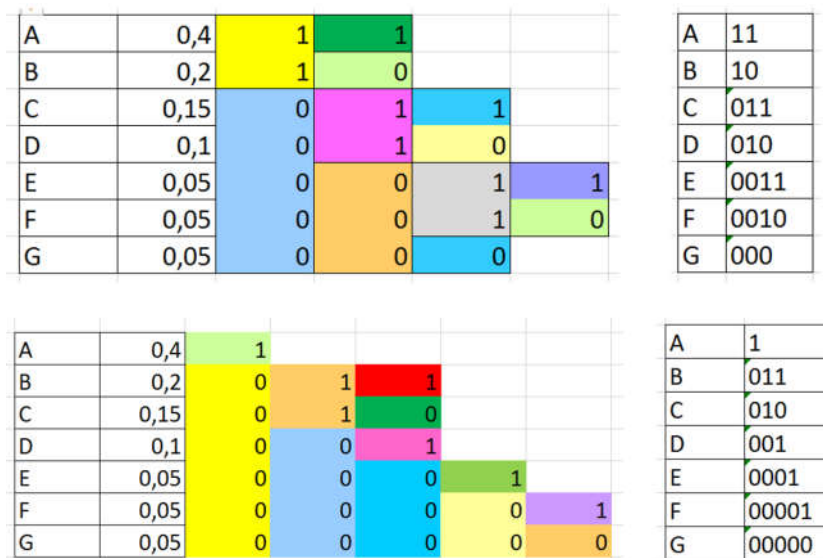 A 0,4 1 1 A 11
B 0,2 1 0 B 10
C 0,15 0 1 1 C 011
D 0,1 0 1 0 D 010
E 0,05 0 0 1 1 E 0011
F 0,05 0 0 1 0 F 0010
G 0,05 0 0 0 G 000
A 0,4 1 A 1
B 0,2 0 1 1 B 011
C 0,15 0 1 0 C 010
D 0,1 0 0 1 D 001
E 0,05 0 0 0 1 E 0001
F 0,05 0 0 0 0 1 F 00001
G 0,05 0 0 0 0 0 G 00000